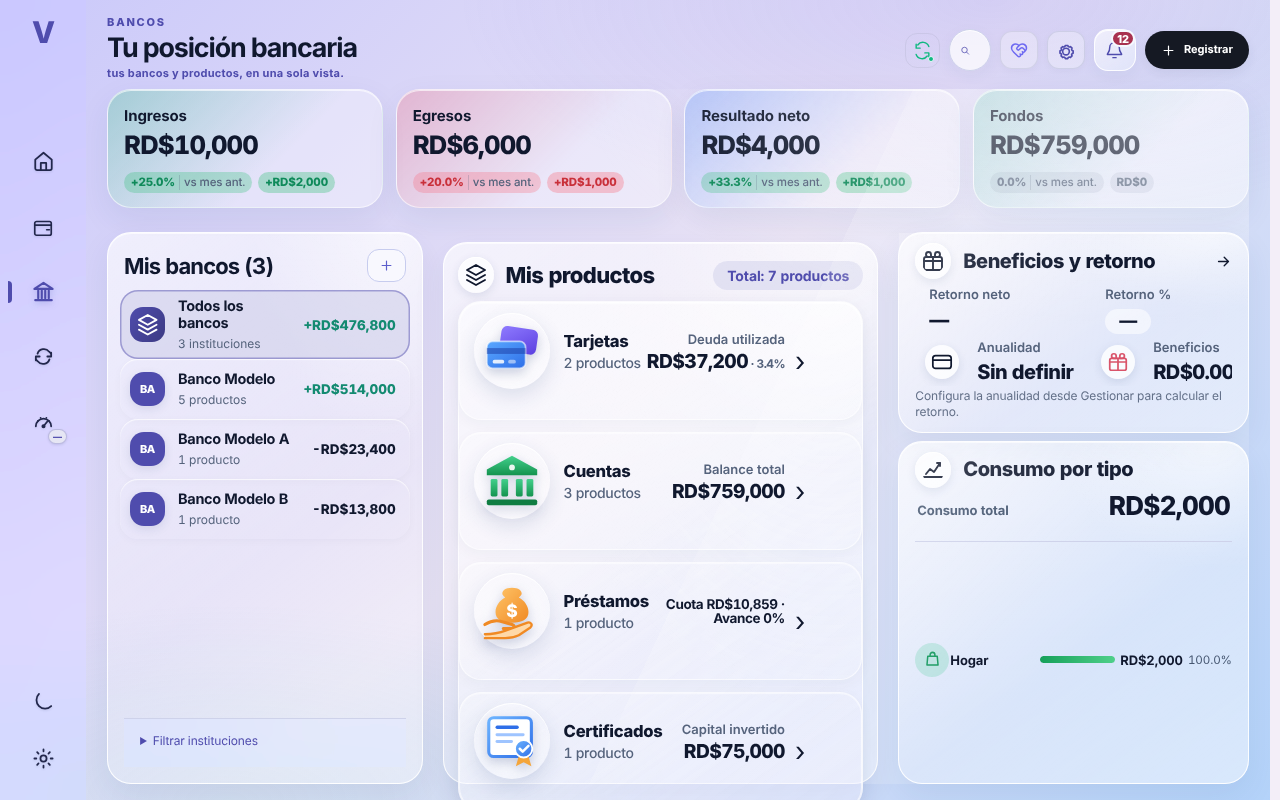 V
BANCOS
Tu posición bancaria
tus bancos y productos, en una sola vista.
12
+ Registrar
Ingresos
RD$10,000
+25.0% vs mes ant. +RD$2,000
Egresos
RD$6,000
+20.0% vs mes ant. +RD$1,000
Resultado neto
RD$4,000
+33.3% vs mes ant. +RD$1,000
Fondos
RD$759,000
0.0% vs mes ant. RD$0
Mis bancos (3)
+
Todos los
bancos
3 instituciones
+RD$476,800
BA
Banco Modelo
5 productos
+RD$514,000
BA
Banco Modelo A
1 producto
-RD$23,400
BA
Banco Modelo B
1 producto
-RD$13,800
Filtrar instituciones
Mis productos
Total: 7 productos
Tarjetas
2 productos
Deuda utilizada
RD$37,200 · 3.4%
Cuentas
3 productos
Balance total
RD$759,000
Préstamos
1 producto
Cuota RD$10,859 ·
Avance 0%
Certificados
1 producto
Capital invertido
RD$75,000
Beneficios y retorno
Retorno neto
—
Retorno %
—
Anualidad
Sin definir
Beneficios
RD$0.00
Configura la anualidad desde Gestionar para calcular el
retorno.
Consumo por tipo
Consumo total
RD$2,000
Hogar
RD$2,000 100.0%